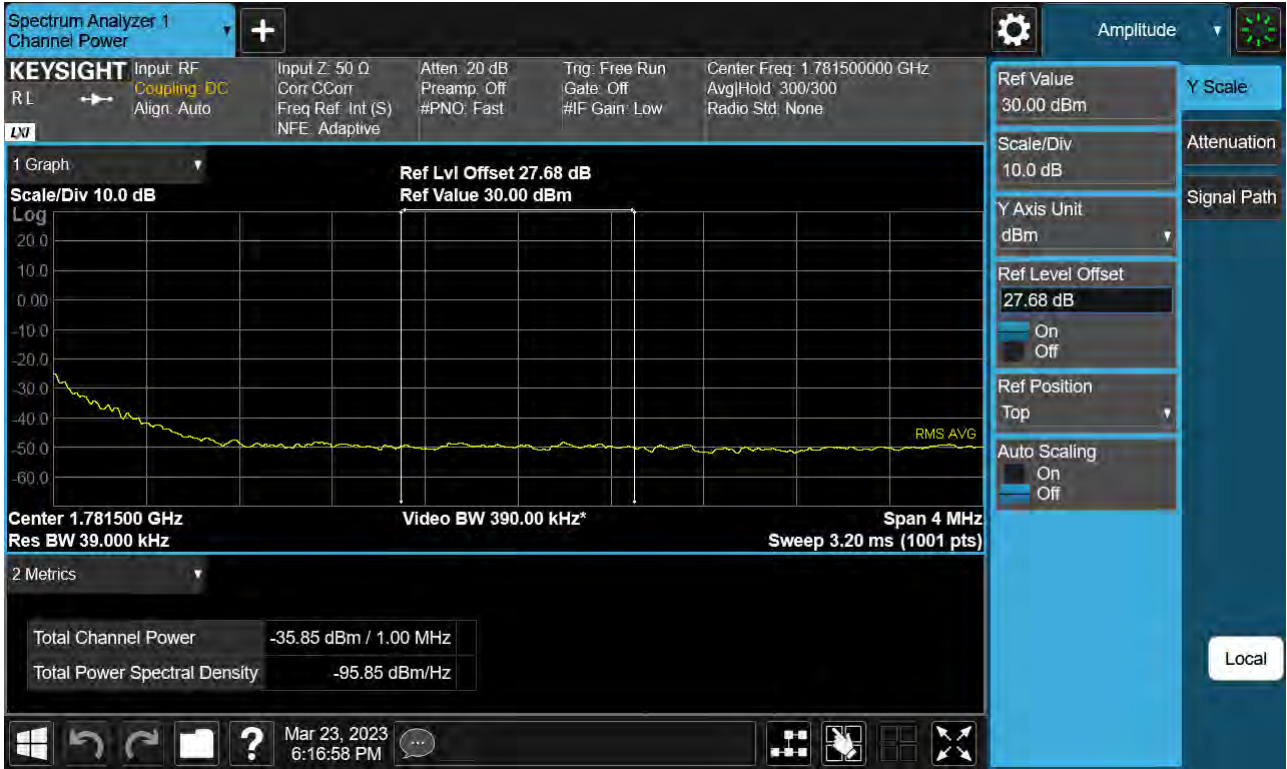 Spectrum Analyzer 1
Channel Power
+
Amplitude
KEYSIGHT
R L
LXI
Input: RF
Coupling: DC
Align: Auto
Input Z: 50 Ω
Corr CCorr
Freq Ref: Int (S)
NFE: Adaptive
Atten: 20 dB
Preamp: Off
#PNO: Fast
Trig: Free Run
Gate: Off
#IF Gain: Low
Center Freq: 1.781500000 GHz
Avg|Hold: 300/300
Radio Std: None
1 Graph
Scale/Div 10.0 dB
Ref Lvl Offset 27.68 dB
Ref Value 30.00 dBm
Log
20.0
10.0
0.00
-10.0
-20.0
-30.0
-40.0
-50.0
-60.0
RMS AVG
Center 1.781500 GHz
Video BW 390.00 kHz*
Span 4 MHz
Res BW 39.000 kHz
Sweep 3.20 ms (1001 pts)
2 Metrics
Total Channel Power -35.85 dBm / 1.00 MHz
Total Power Spectral Density -95.85 dBm/Hz
Ref Value
30.00 dBm
Scale/Div
10.0 dB
Y Axis Unit
dBm
Ref Level Offset
27.68 dB
On
Off
Ref Position
Top
Auto Scaling
On
Off
Y Scale
Attenuation
Signal Path
Local
?
Mar 23, 2023
6:16:58 PM